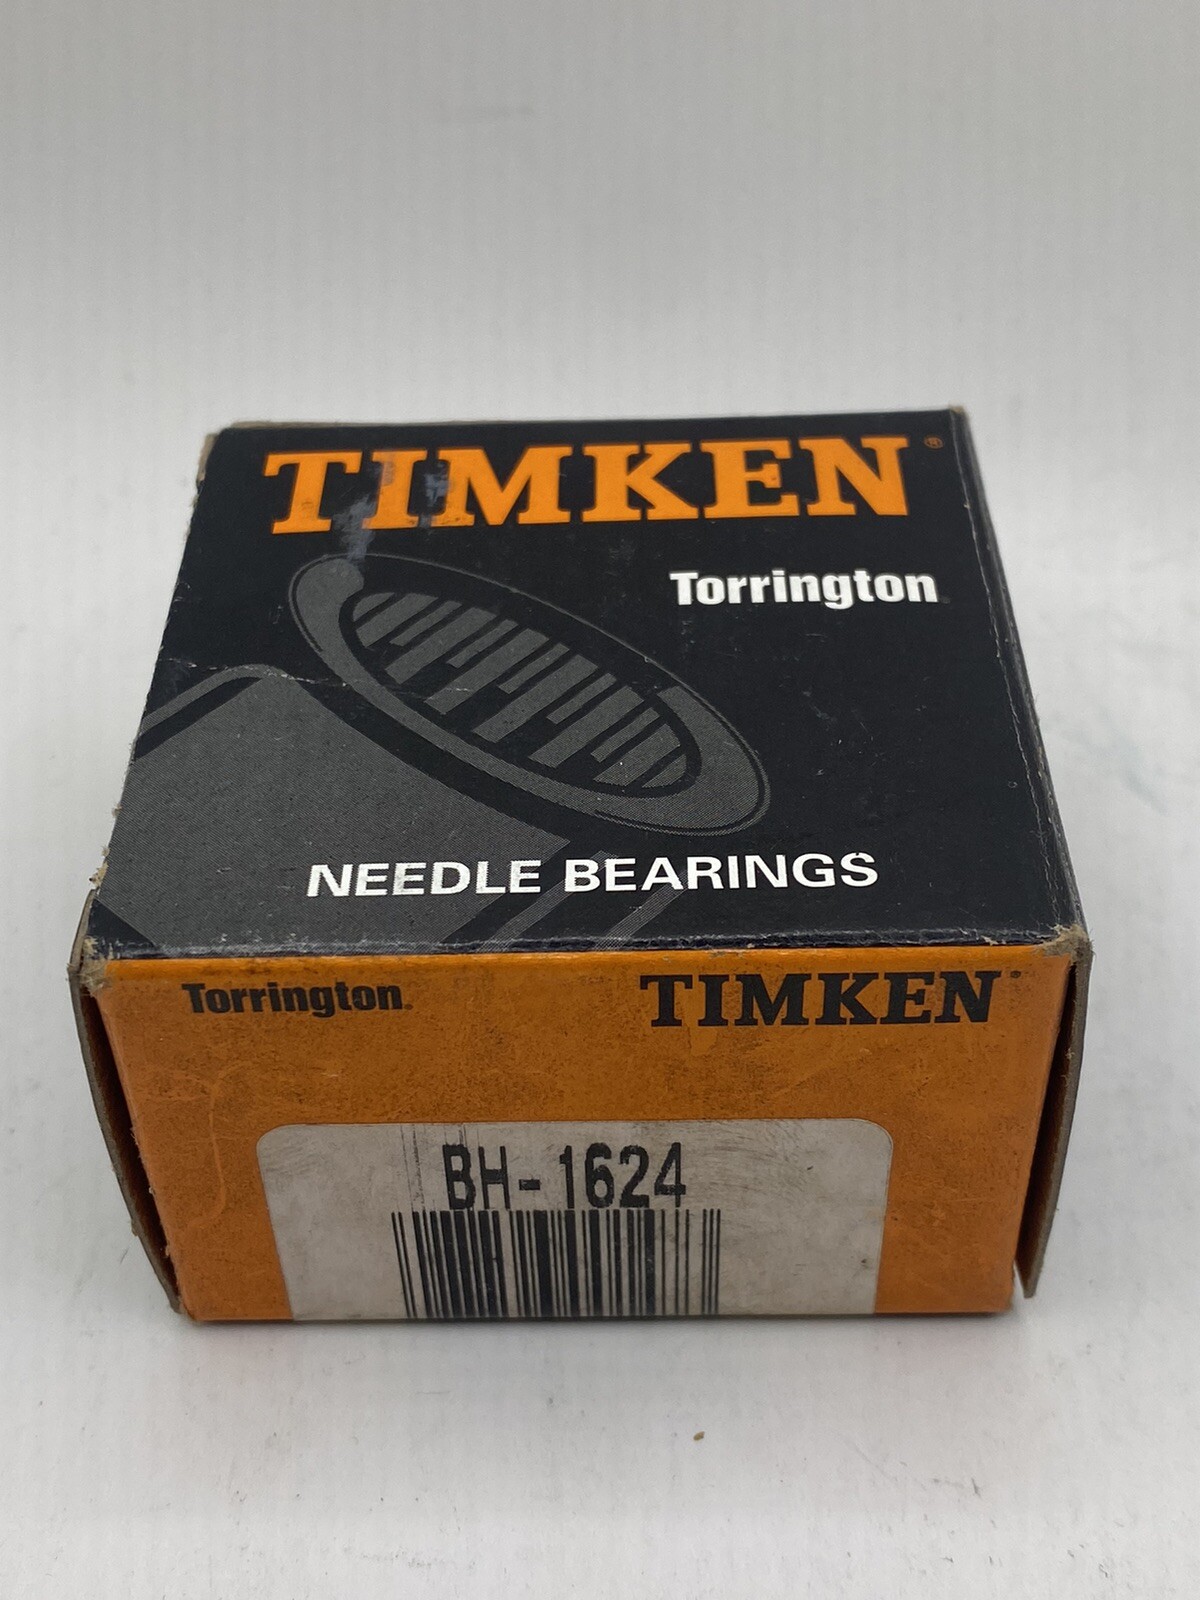 TIMKEN®
Torrington
NEEDLE BEARINGS
Torrington. TIMKEN
BH-1624